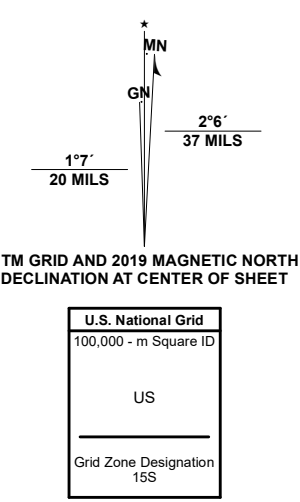 ★
MN
GN
2°6´
37 MILS
1°7´
20 MILS
TM GRID AND 2019 MAGNETIC NORTH
DECLINATION AT CENTER OF SHEET
U.S. National Grid
100,000 - m Square ID
US
Grid Zone Designation
15S